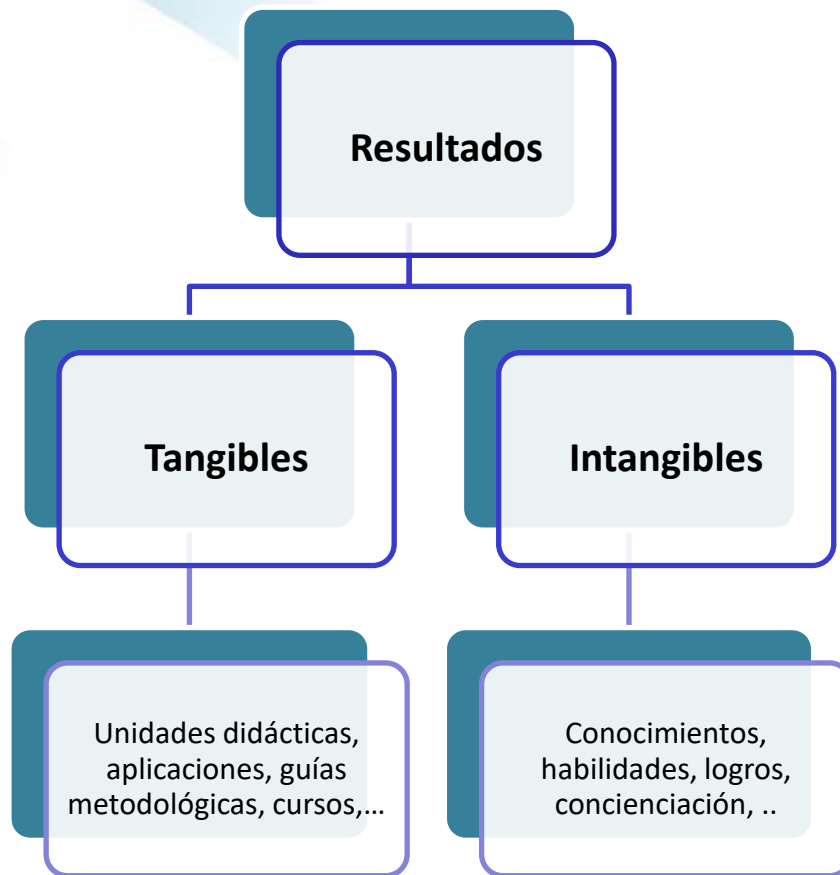 Resultados
Tangibles
Intangibles
Unidades didácticas,
aplicaciones, guías
metodológicas, cursos,...
Conocimientos,
habilidades, logros,
concienciación, ..